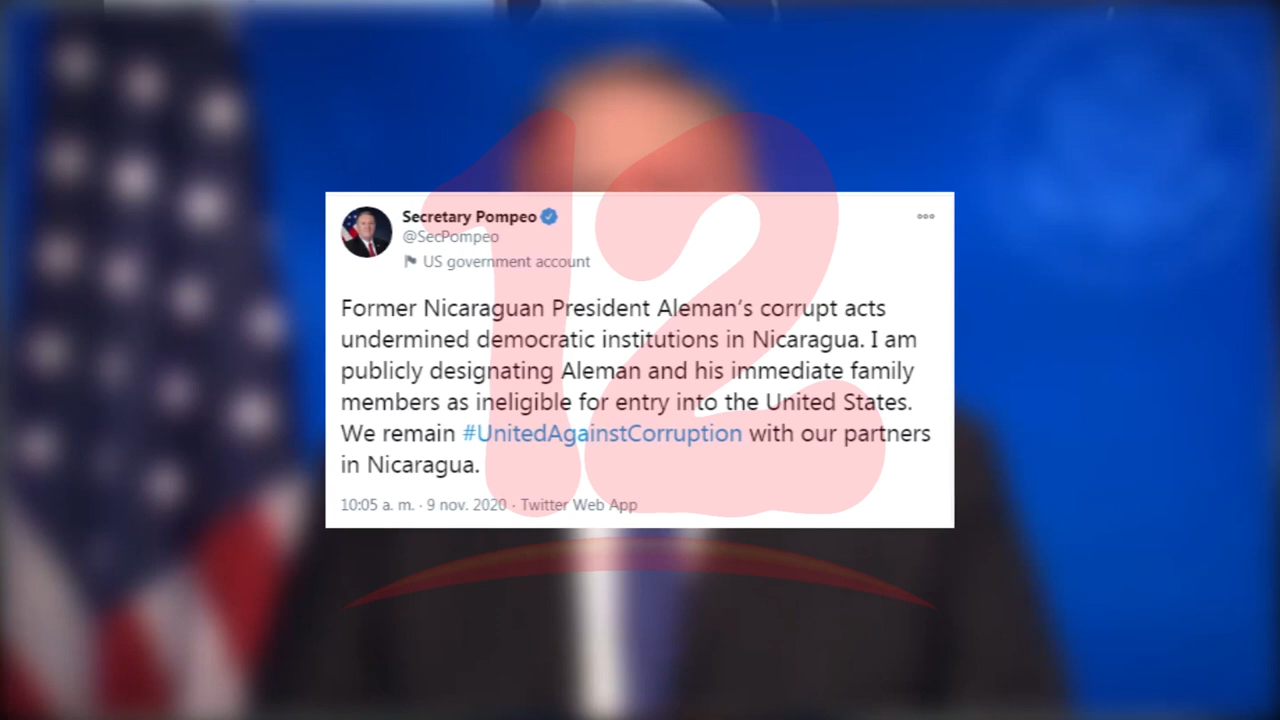 Secretary Pompeo
@SecPompeo
US government account
Former Nicaraguan President Aleman's corrupt acts
undermined democratic institutions in Nicaragua. I am
publicly designating Aleman and his immediate family
members as ineligible for entry into the United States.
We remain #UnitedAgainstCorruption with our partners
in Nicaragua.
10:05 a. m. · 9 nov. 2020 · Twitter Web App
12